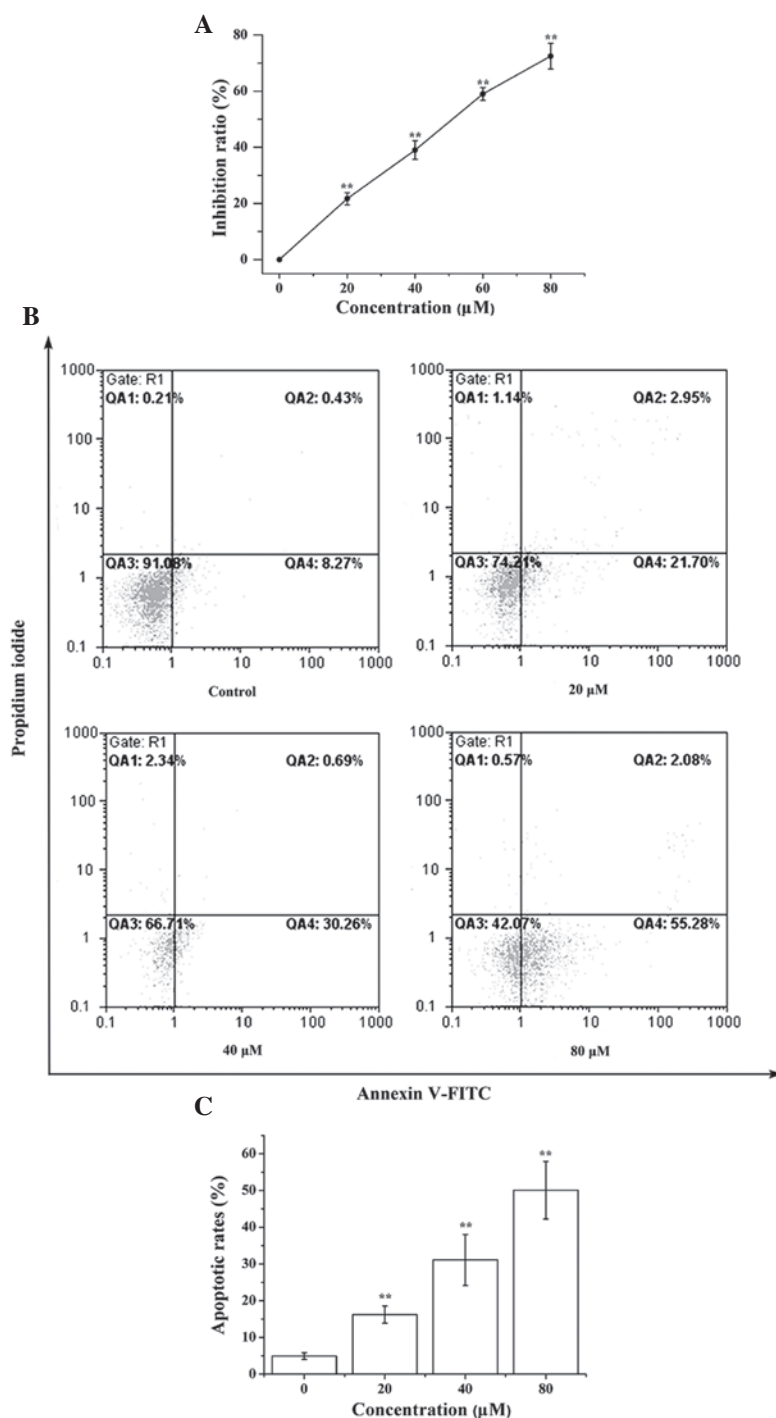 A
Inhibition ratio (%)
80
60
40
20
0
**
**
**
**
0 20 40 60 80
Concentration (µM)
B
Propidium iodide
1000
100
10
1
0.1
Gate: R1
QA1: 0.21% QA2: 0.43%
QA3: 91.08% QA4: 8.27%
0.1 1 10 100 1000
Control
1000
100
10
1
0.1
Gate: R1
QA1: 1.14% QA2: 2.95%
QA3: 74.21% QA4: 21.70%
0.1 1 10 100 1000
20 µM
1000
100
10
1
0.1
Gate: R1
QA1: 2.34% QA2: 0.69%
QA3: 66.71% QA4: 30.26%
0.1 1 10 100 1000
40 µM
1000
100
10
1
0.1
Gate: R1
QA1: 0.57% QA2: 2.08%
QA3: 42.07% QA4: 55.28%
0.1 1 10 100 1000
80 µM
Annexin V-FITC
C
Apoptotic rates (%)
60
50
40
30
20
10
0
**
**
**
0 20 40 80
Concentration (µM)